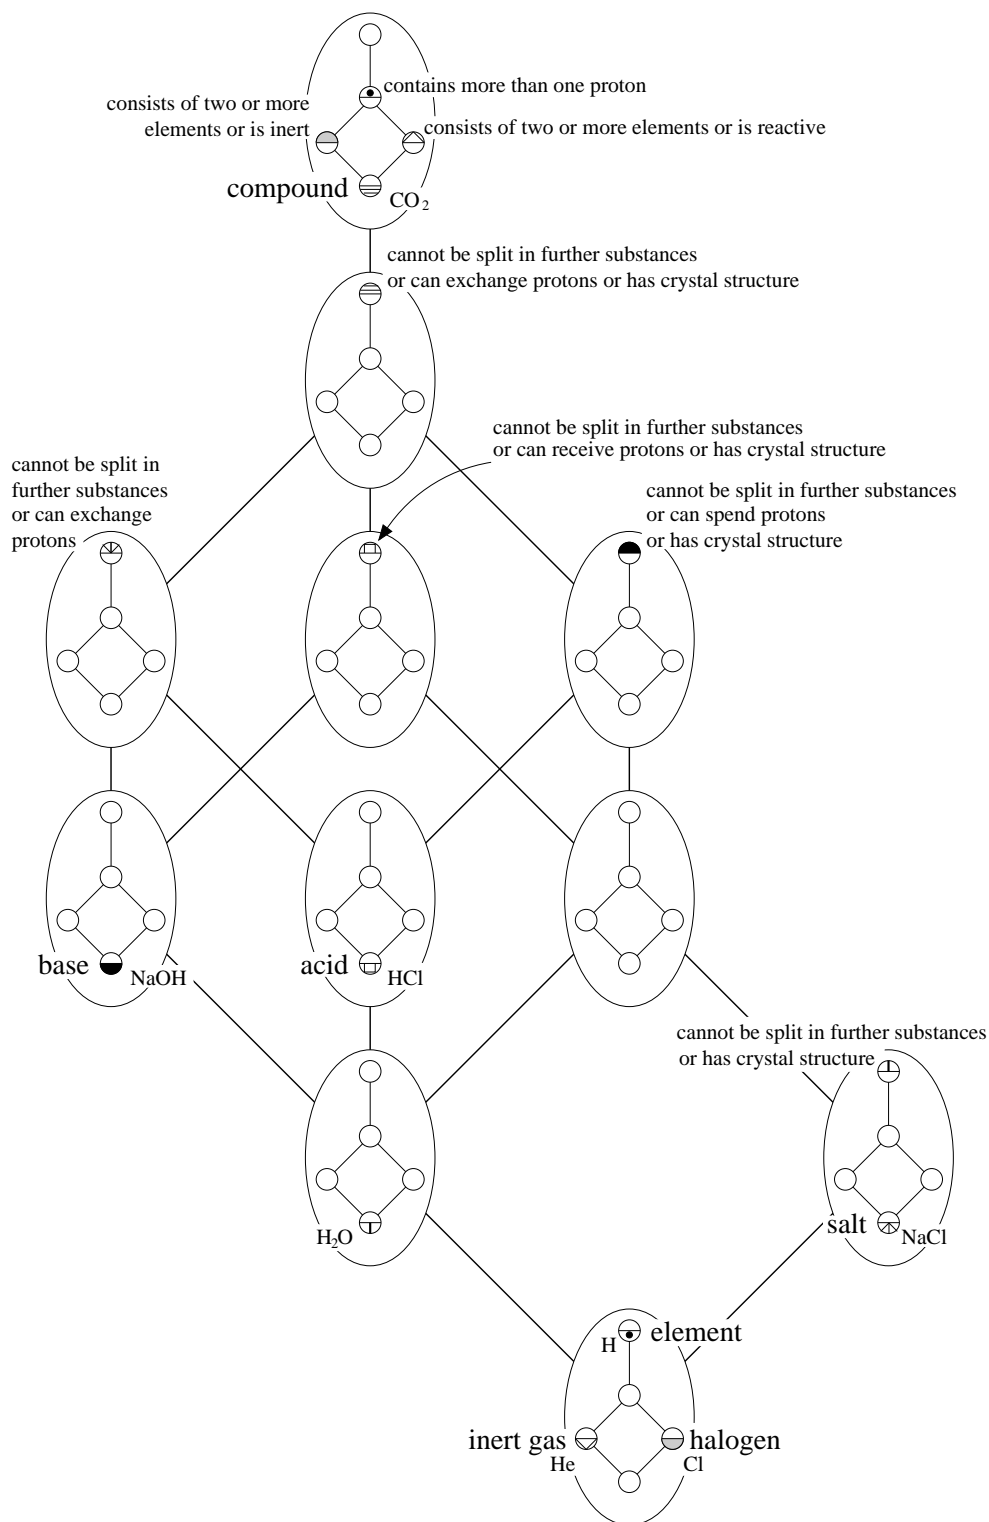 contains more than one proton
consists of two or more
elements or is inert
consists of two or more elements or is reactive
compound
CO₂
cannot be split in further substances
or can exchange protons or has crystal structure
cannot be split in further substances
or can receive protons or has crystal structure
cannot be split in
further substances
or can exchange
protons
cannot be split in further substances
or can spend protons
or has crystal structure
base
NaOH
acid
HCl
cannot be split in further substances
or has crystal structure
H₂O
salt
NaCl
H
element
inert gas
He
halogen
Cl